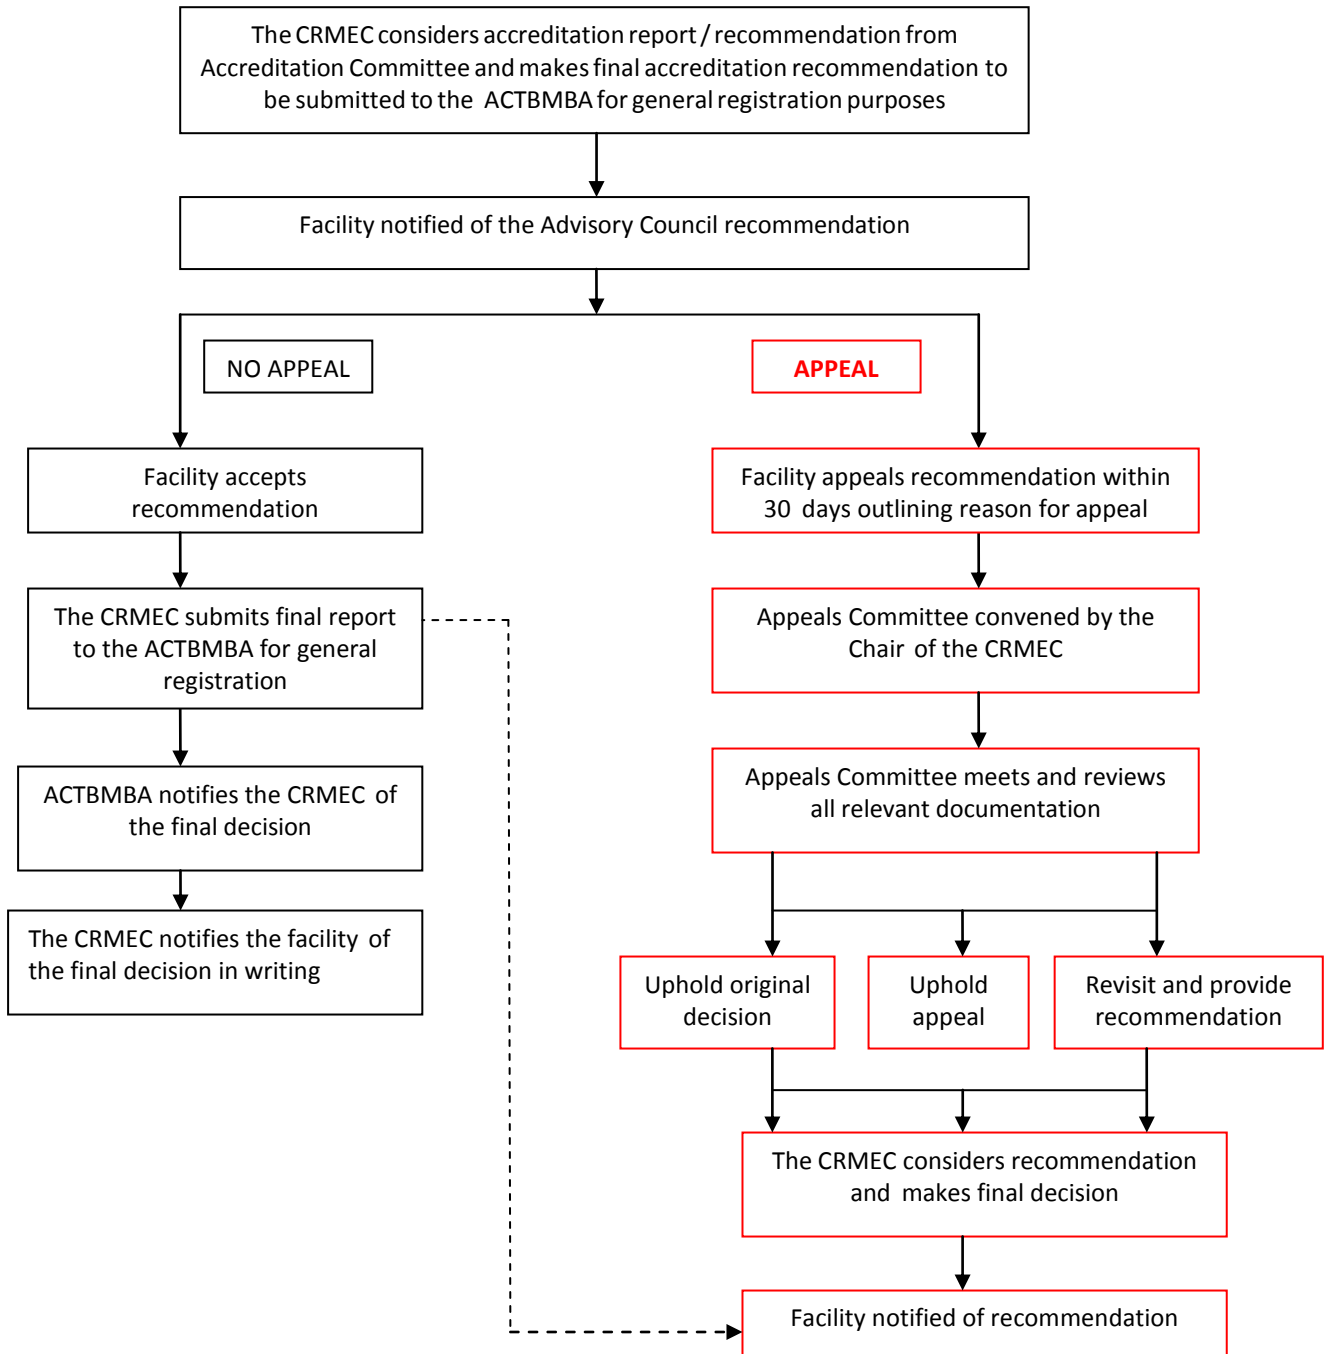 The CRMEC considers accreditation report / recommendation from
Accreditation Committee and makes final accreditation recommendation to
be submitted to the ACTBMBA for general registration purposes
Facility notified of the Advisory Council recommendation
NO APPEAL
APPEAL
Facility accepts
recommendation
The CRMEC submits final report
to the ACTBMBA for general
registration
ACTBMBA notifies the CRMEC of
the final decision
The CRMEC notifies the facility of
the final decision in writing
Facility appeals recommendation within
30 days outlining reason for appeal
Appeals Committee convened by the
Chair of the CRMEC
Appeals Committee meets and reviews
all relevant documentation
Uphold original
decision
Uphold
appeal
Revisit and provide
recommendation
The CRMEC considers recommendation
and makes final decision
Facility notified of recommendation